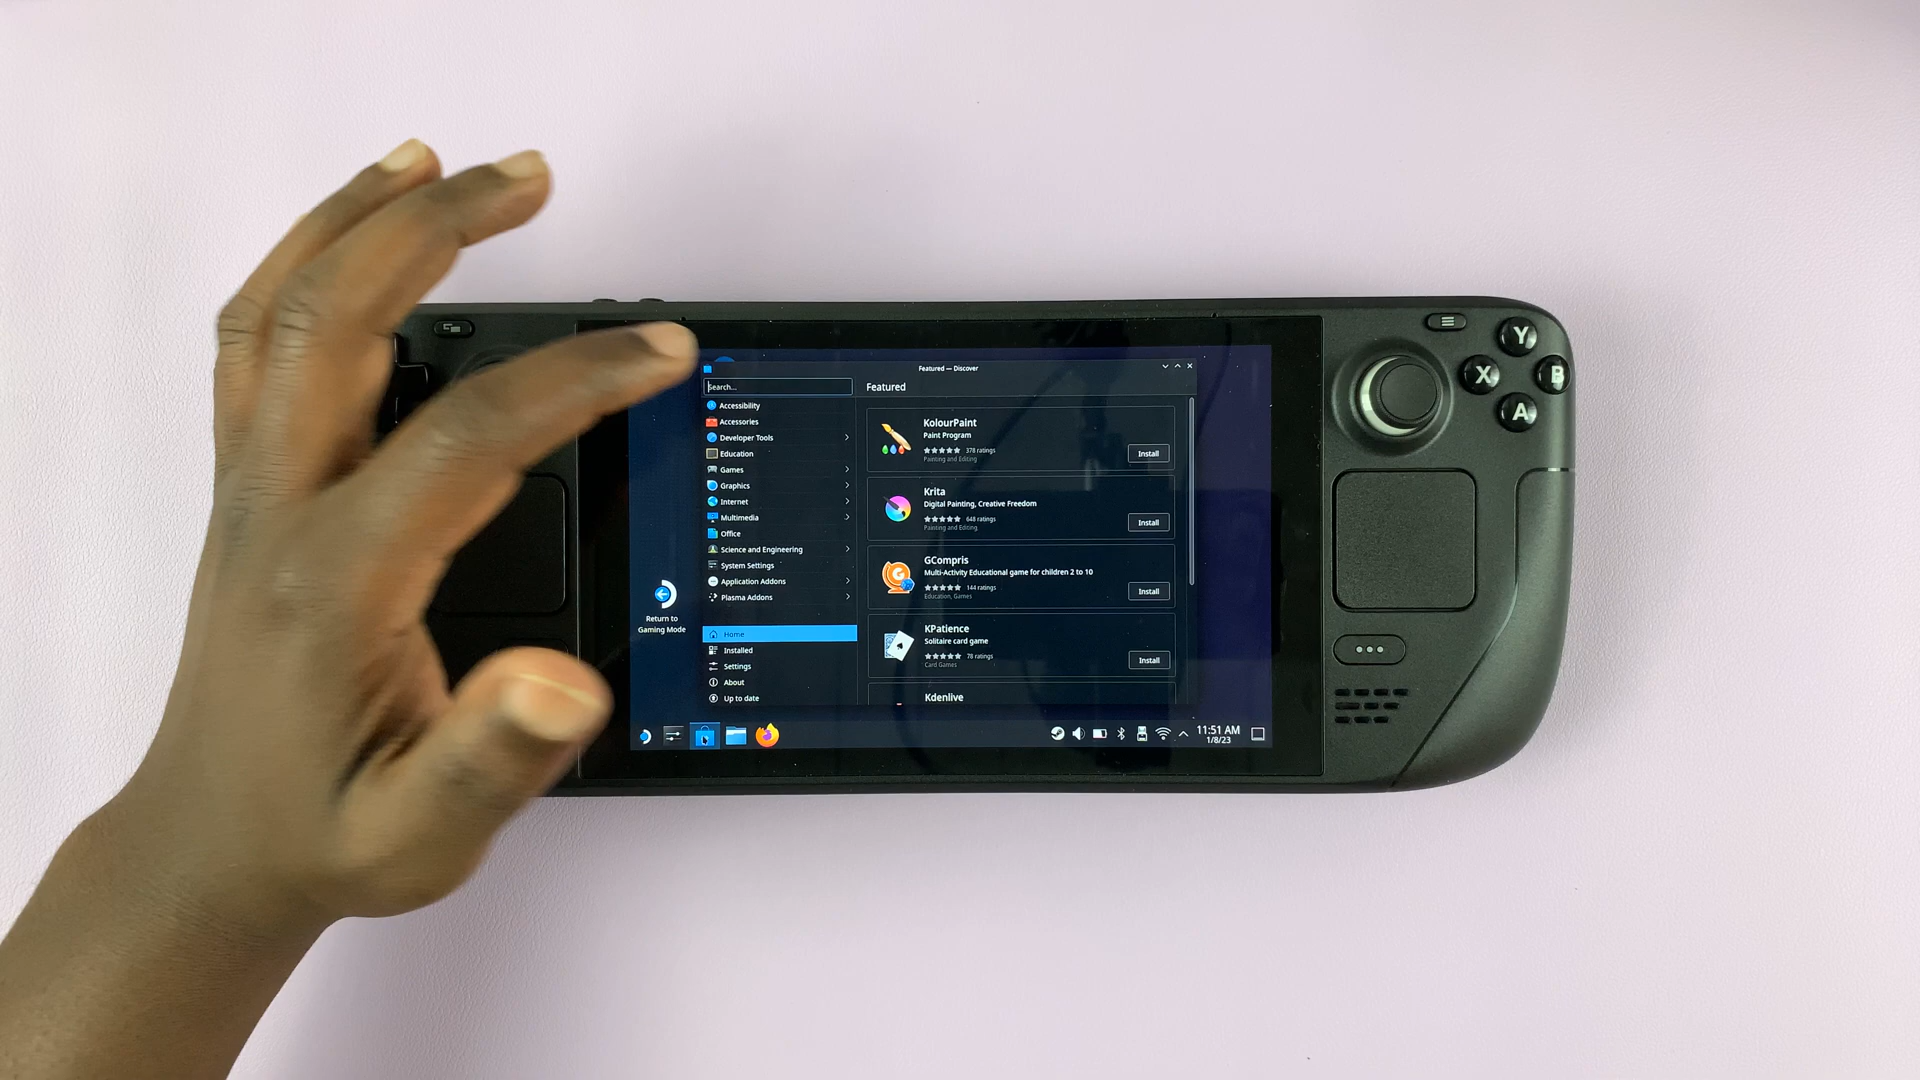 Featured — Discover
Search...
Accessibility
Accessories
Developer Tools
Education
Games
Graphics
Internet
Multimedia
Office
Science and Engineering
System Settings
Application Addons
Plasma Addons
Home
Installed
Settings
About
Up to date
Featured
KolourPaint
Paint Program
378 ratings
Painting and Editing
Install
Krita
Digital Painting, Creative Freedom
648 ratings
Painting and Editing
Install
GCompris
Multi-Activity Educational game for children 2 to 10
144 ratings
Education, Games
Install
KPatience
Solitaire card game
78 ratings
Card Games
Install
Kdenlive
Return to
Gaming Mode
11:51 AM
1/8/23
Y
X
B
A